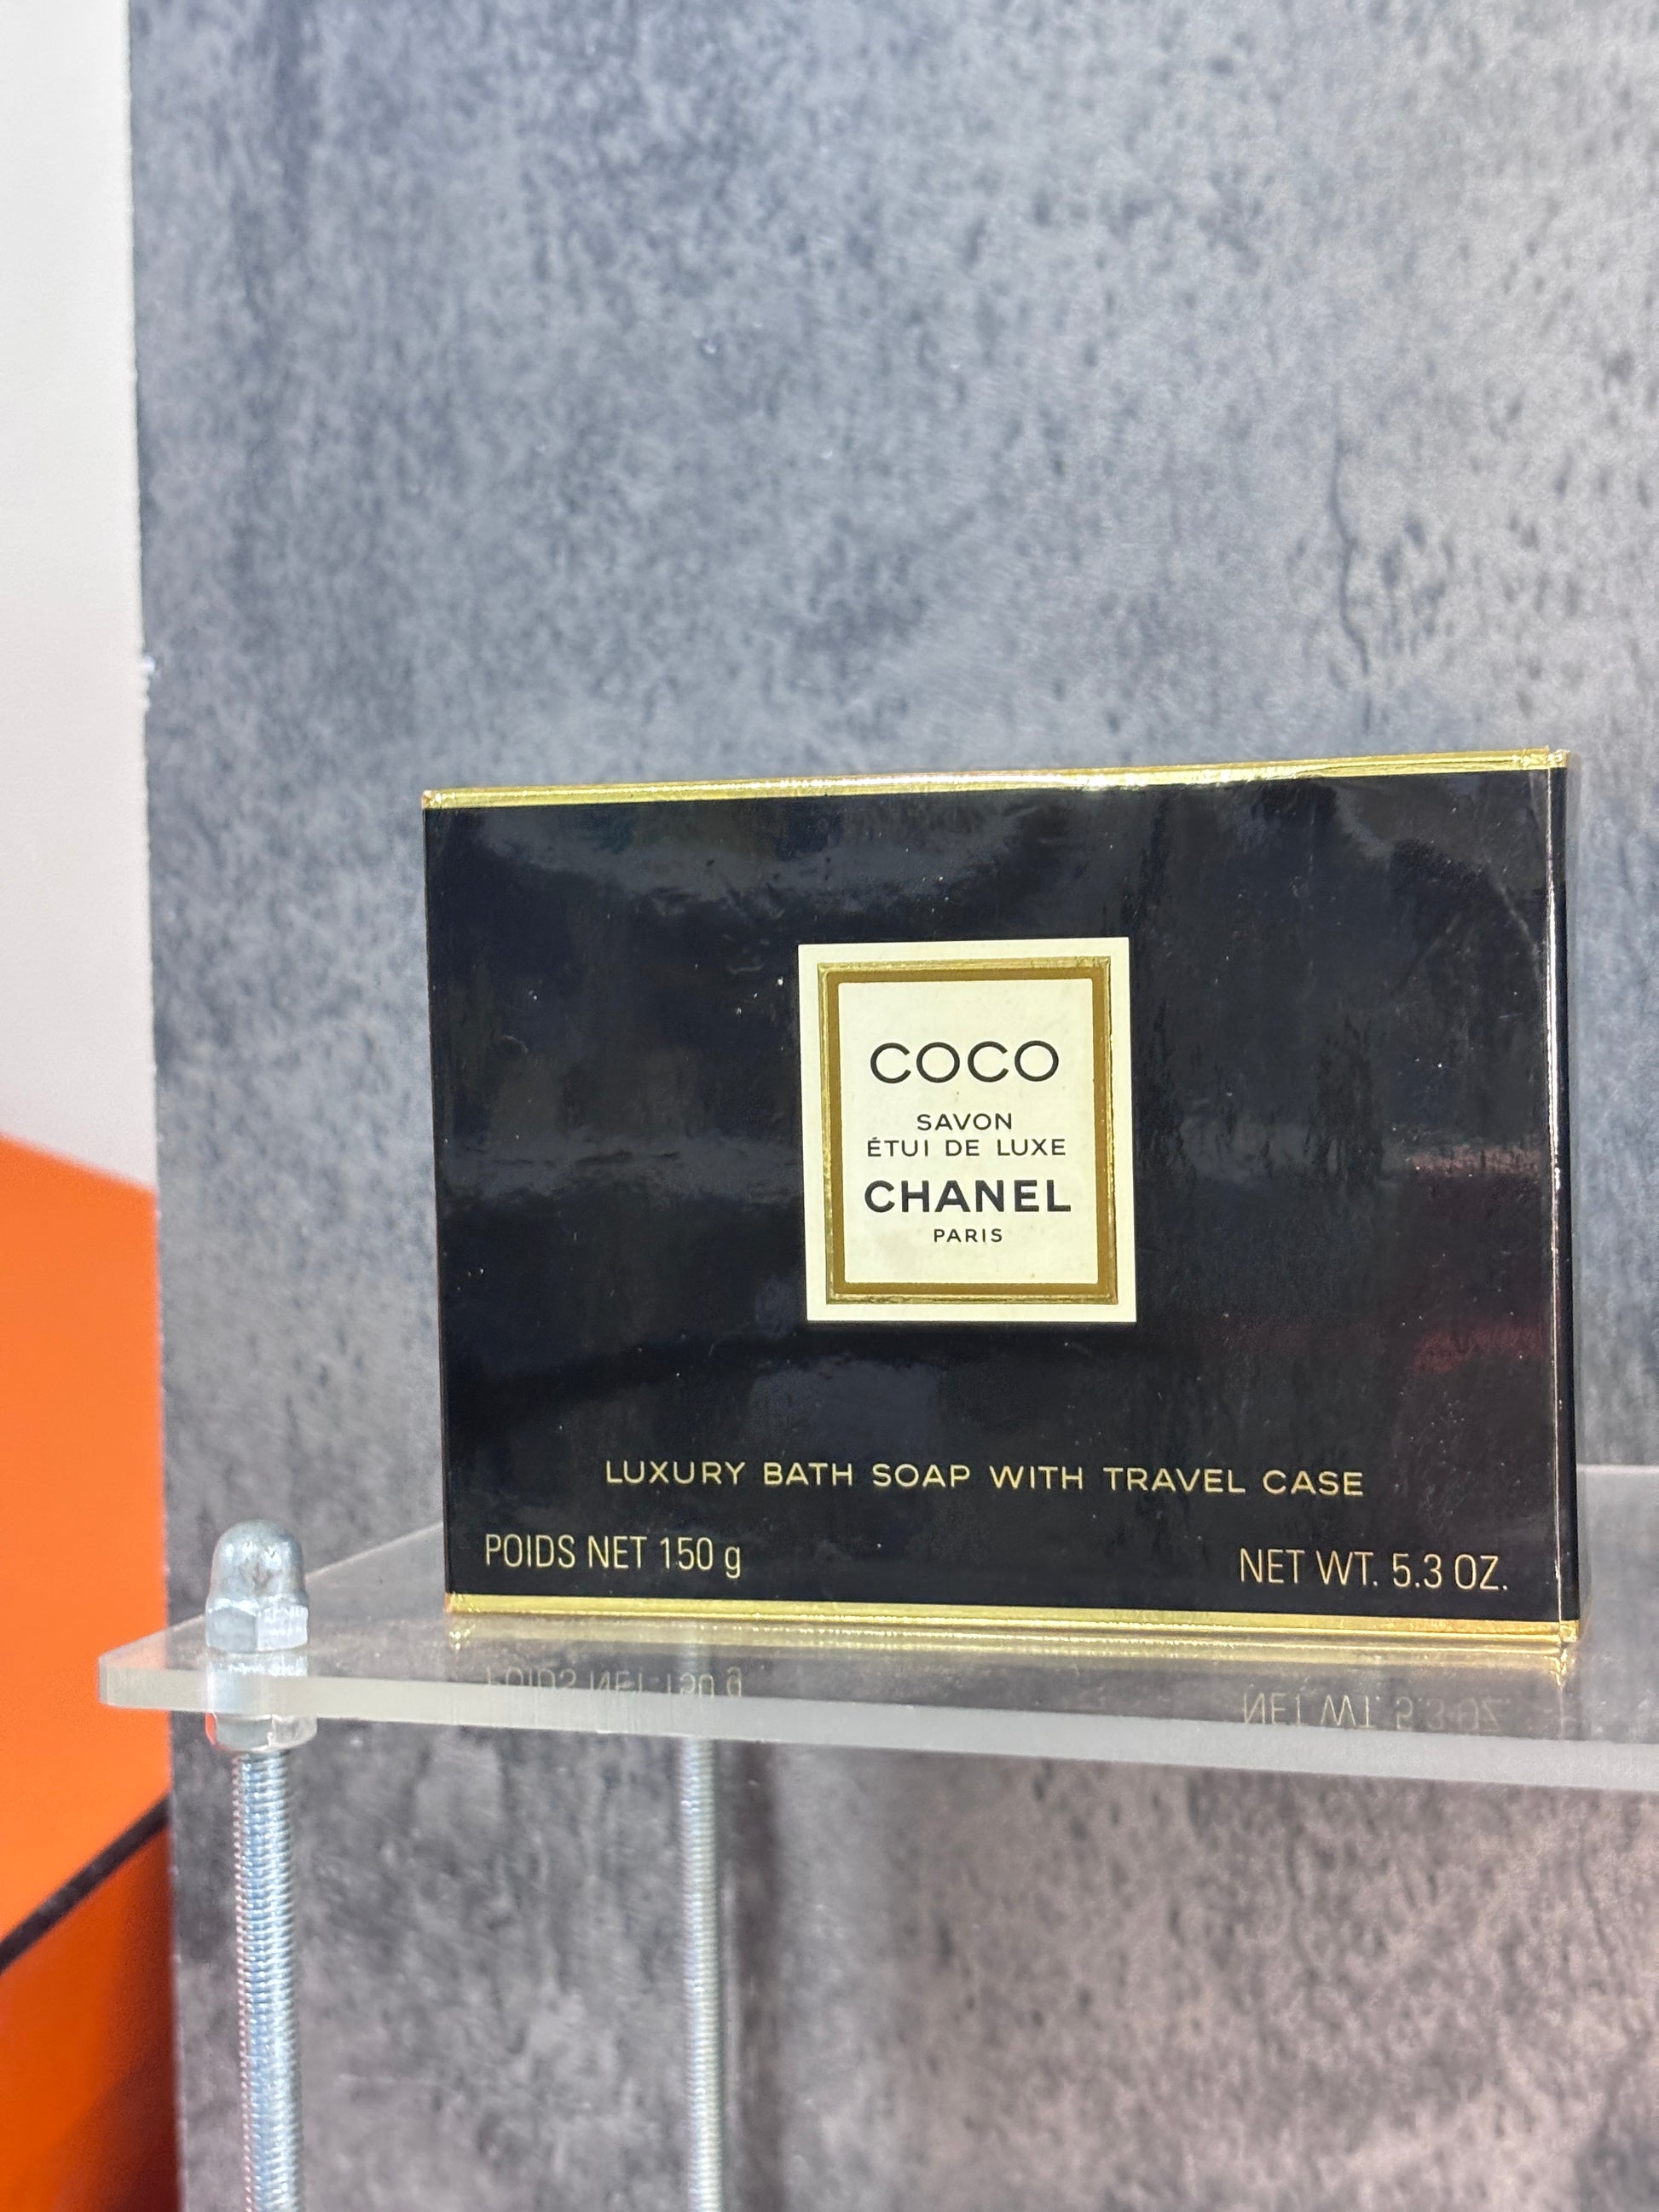 COCO
SAVON
ÉTUI DE LUXE
CHANEL
PARIS
LUXURY BATH SOAP WITH TRAVEL CASE
POIDS NET 150 g
NET WT. 5.3 OZ.